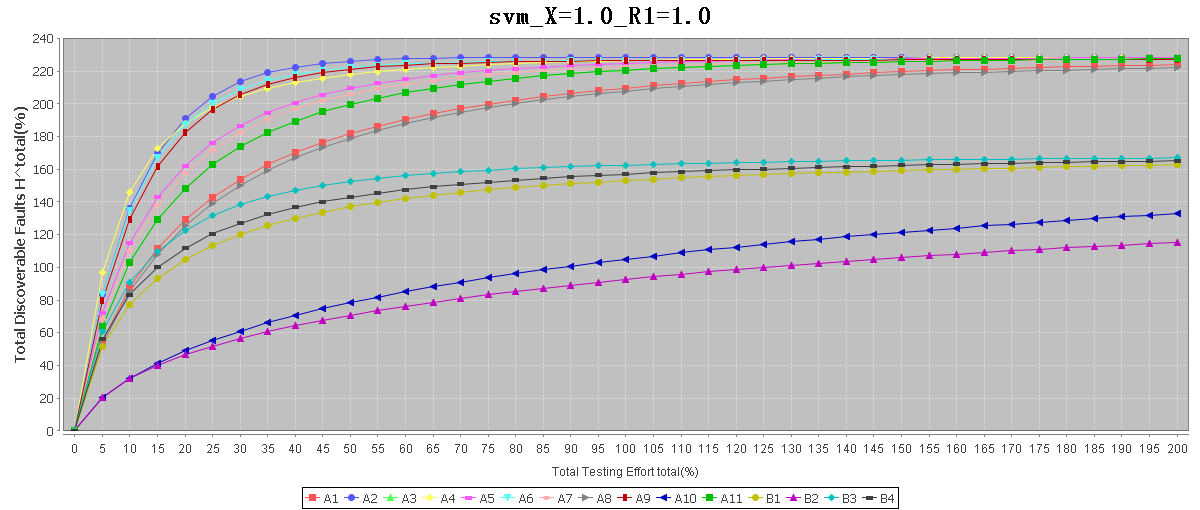 svm_X=1.0_R1=1.0
240
220
200
180
160
140
120
100
80
60
40
20
0
Total Discoverable Faults H^total(%)
0 5 10 15 20 25 30 35 40 45 50 55 60 65 70 75 80 85 90 95 100 105 110 115 120 125 130 135 140 145 150 155 160 165 170 175 180 185 190 195 200
Total Testing Effort total(%)
A1 A2 A3 A4 A5 A6 A7 A8 A9 A10 A11 B1 B2 B3 B4